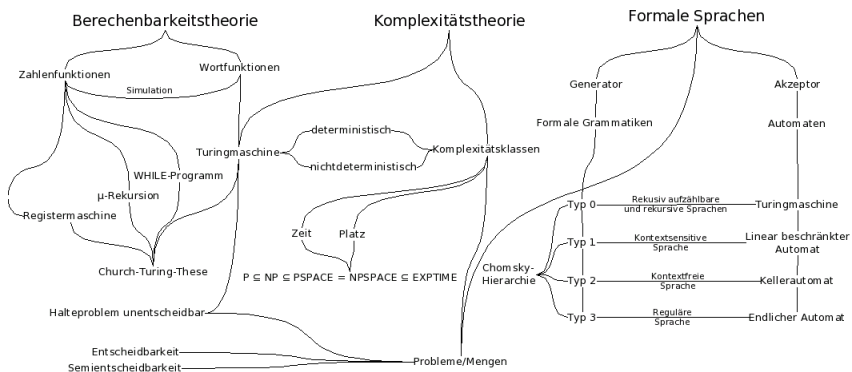 Berechenbarkeitstheorie
Komplexitätstheorie
Formale Sprachen
Zahlenfunktionen
Wortfunktionen
Simulation
Generator
Akzeptor
Formale Grammatiken
Automaten
deterministisch
Turingmaschine
Komplexitätsklassen
nichtdeterministisch
WHILE-Programm
µ-Rekursion
Registermaschine
Church-Turing-These
Zeit
Platz
P ⊆ NP ⊆ PSPACE = NPSPACE ⊆ EXPTIME
Chomsky-
Hierarchie
Typ 0
Rekusiv aufzählbare
und rekursive Sprachen
Turingmaschine
Typ 1
Kontextsensitive
Sprache
Linear beschränkter
Automat
Typ 2
Kontextfreie
Sprache
Kellerautomat
Typ 3
Reguläre
Sprache
Endlicher Automat
Halteproblem unentscheidbar
Entscheidbarkeit
Semientscheidbarkeit
Probleme/Mengen